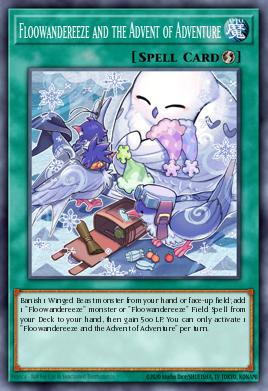 Floowandereeze and the Advent of Adventure
魔
[Spell Card]
Banish 1 Winged Beast monster from your hand or face-up field; add
1 "Floowandereeze" monster or "Floowandereeze" Field Spell from
your Deck to your hand, then gain 500 LP. You can only activate 1
"Floowandereeze and the Advent of Adventure" per turn.